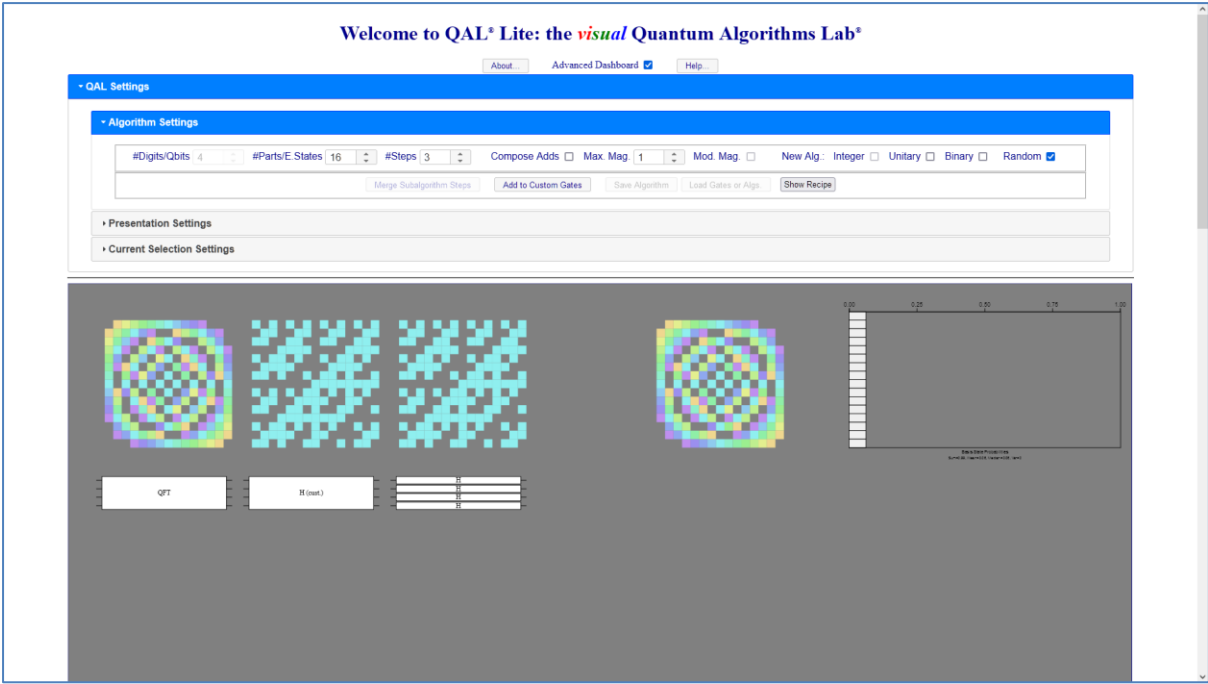 Welcome to QAL® Lite: the visual Quantum Algorithms Lab®
About... Advanced Dashboard Help...
QAL Settings
Algorithm Settings
#Digits/Qbits 4 #Parts/E.States 16 #Steps 3 Compose Adds Max. Mag. 1 Mod. Mag. New Alg.: Integer Unitary Binary Random
Merge Subalgorithm Steps Add to Custom Gates Save Algorithm Load Gates or Algs. Show Recipe
Presentation Settings
Current Selection Settings
0.00 0.25 0.50 0.75 1.00
QFT H (cust.) H
H
H
H